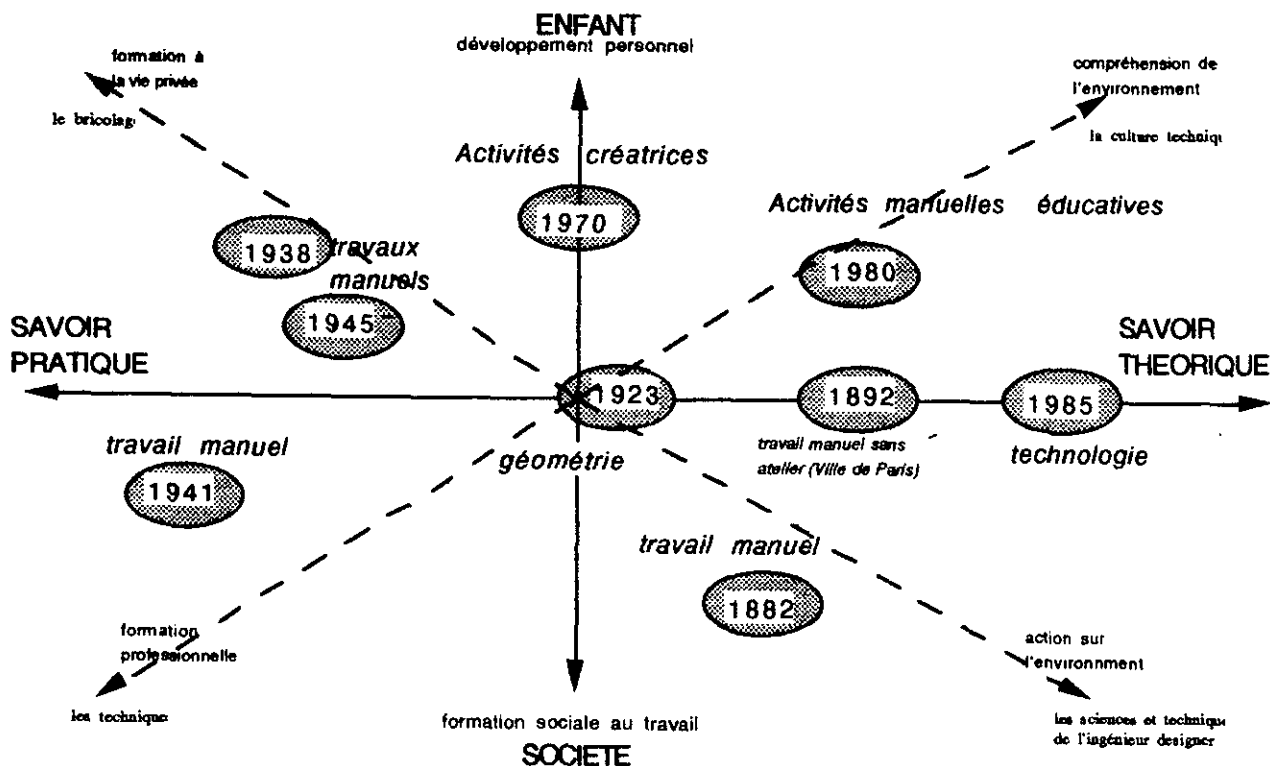 ENFANT
développement personnel
formation à
la vie privée
le bricolag
compréhension de
l'environnement
la culture techniqu
Activités créatrices
1970
Activités manuelles éducatives
1980
1938
travaux
manuels
1945
SAVOIR
PRATIQUE
SAVOIR
THEORIQUE
1923
1892
1985
travail manuel
1941
géométrie
travail manuel sans
atelier (Ville de Paris)
technologie
travail manuel
1882
formation
professionnelle
les technique
action sur
l'environnment
formation sociale au travail
SOCIETE
les sciences et techniqu
de l'ingénieur designer